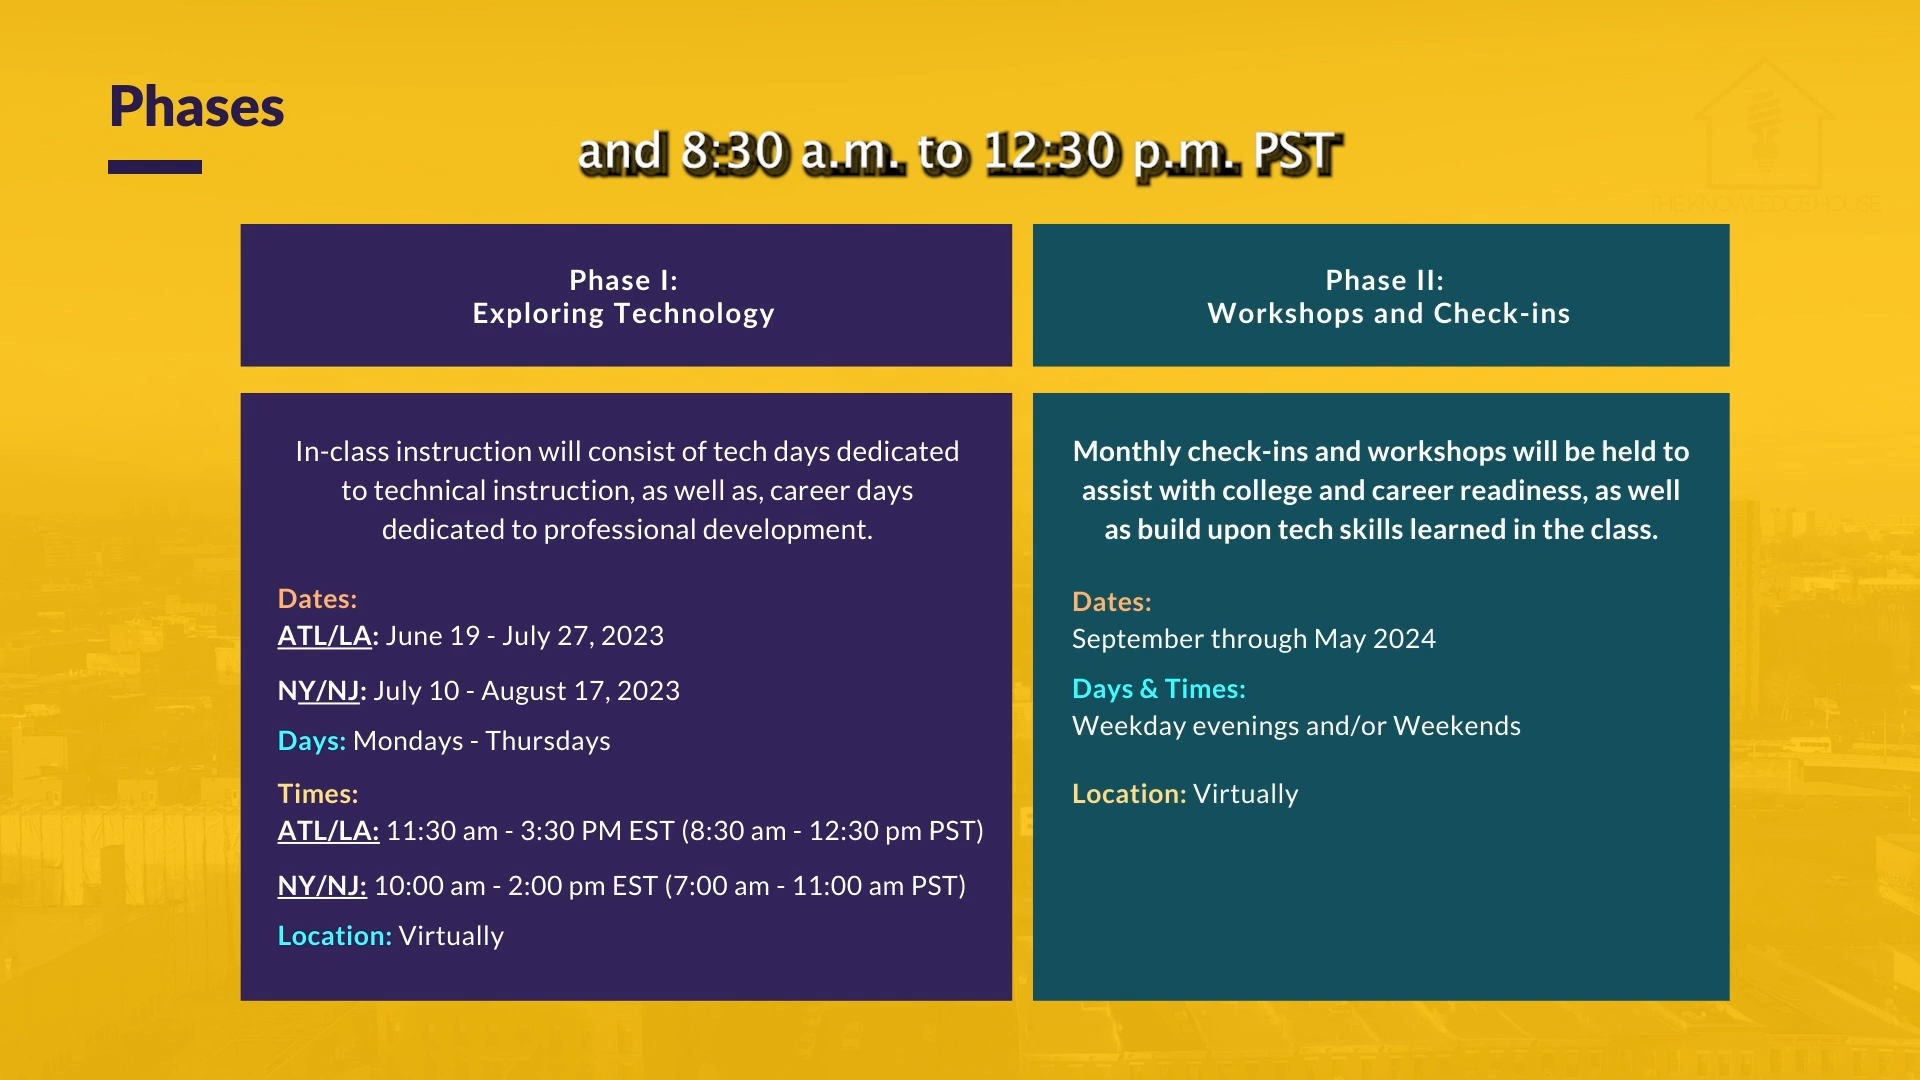 Phases
and 8:30 a.m. to 12:30 p.m. PST
THE KNOWLEDGE HOUSE
Phase I:
Exploring Technology
In-class instruction will consist of tech days dedicated
to technical instruction, as well as, career days
dedicated to professional development.
Dates:
ATL/LA: June 19 - July 27, 2023
NY/NJ: July 10 - August 17, 2023
Days: Mondays - Thursdays
Times:
ATL/LA: 11:30 am - 3:30 PM EST (8:30 am - 12:30 pm PST)
NY/NJ: 10:00 am - 2:00 pm EST (7:00 am - 11:00 am PST)
Location: Virtually
Phase II:
Workshops and Check-ins
Monthly check-ins and workshops will be held to
assist with college and career readiness, as well
as build upon tech skills learned in the class.
Dates:
September through May 2024
Days & Times:
Weekday evenings and/or Weekends
Location: Virtually